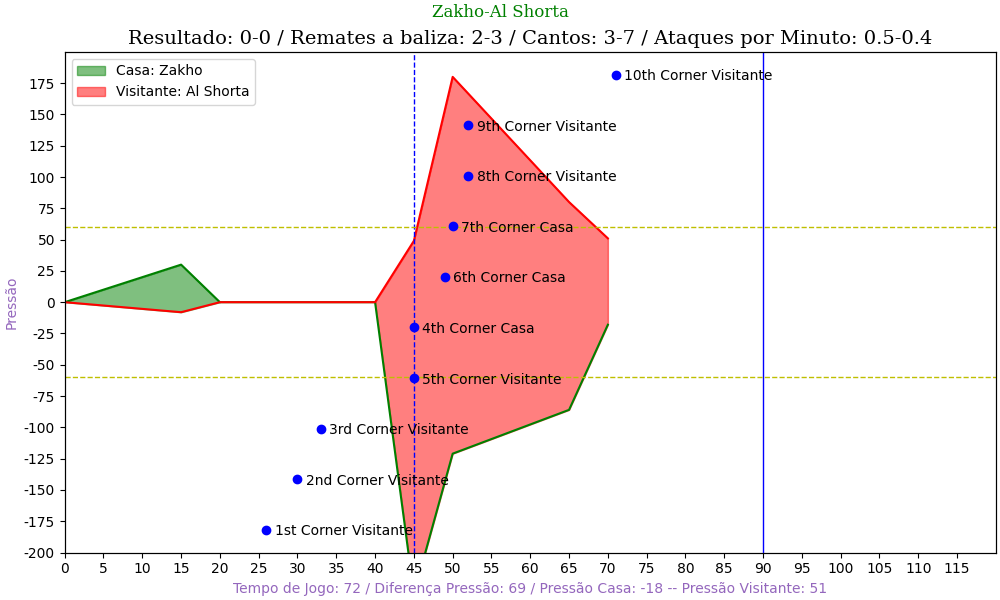 Zakho-Al Shorta
Resultado: 0-0 / Remates a baliza: 2-3 / Cantos: 3-7 / Ataques por Minuto: 0.5-0.4
Casa: Zakho
Visitante: Al Shorta
10th Corner Visitante
9th Corner Visitante
8th Corner Visitante
7th Corner Casa
6th Corner Casa
4th Corner Casa
5th Corner Visitante
3rd Corner Visitante
2nd Corner Visitante
1st Corner Visitante
Pressão
175
150
125
100
75
50
25
0
-25
-50
-75
-100
-125
-150
-175
-200
0 5 10 15 20 25 30 35 40 45 50 55 60 65 70 75 80 85 90 95 100 105 110 115
Tempo de Jogo: 72 / Diferença Pressão: 69 / Pressão Casa: -18 -- Pressão Visitante: 51